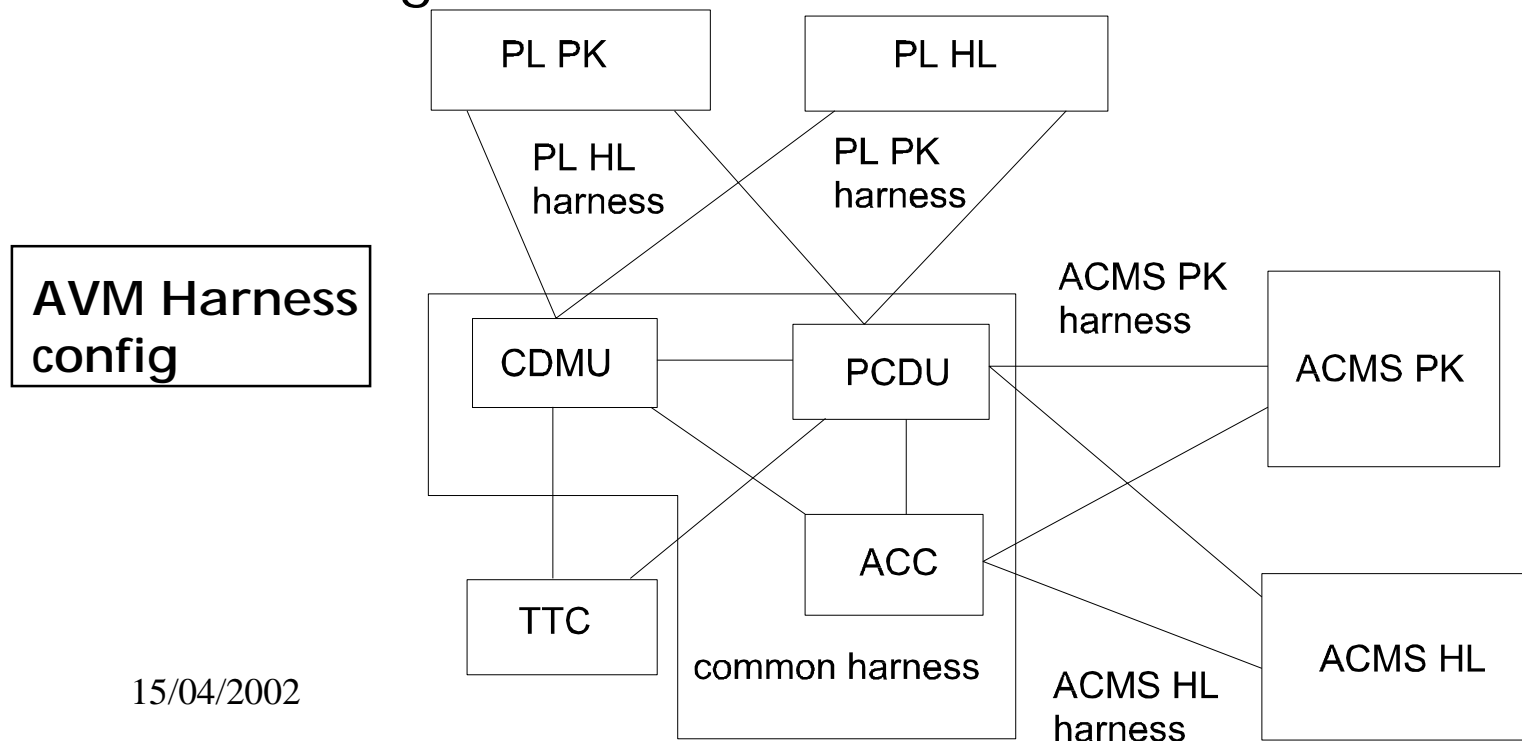 PL PK
PL HL
PL HL
harness
PL PK
harness
AVM Harness
config
ACMS PK
harness
CDMU
PCDU
ACMS PK
ACC
TTC
common harness
ACMS HL
15/04/2002
ACMS HL
harness